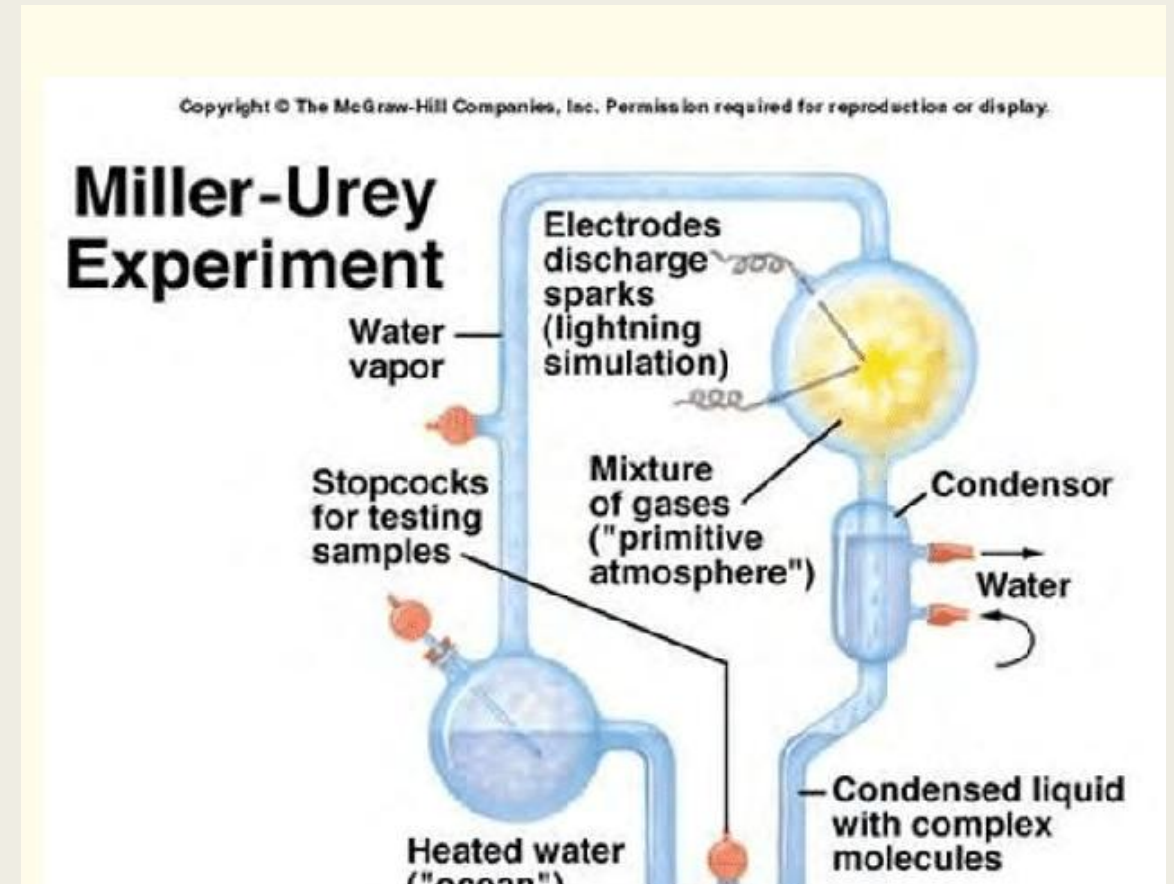 Copyright © The McGraw-Hill Companies, Inc. Permission required for reproduction or display.
Miller-Urey
Experiment
Electrodes
discharge
sparks
(lightning
simulation)
Water
vapor
Stopcocks
for testing
samples
Mixture
of gases
("primitive
atmosphere")
Condensor
Water
Condensed liquid
with complex
molecules
Heated water
("ocean")